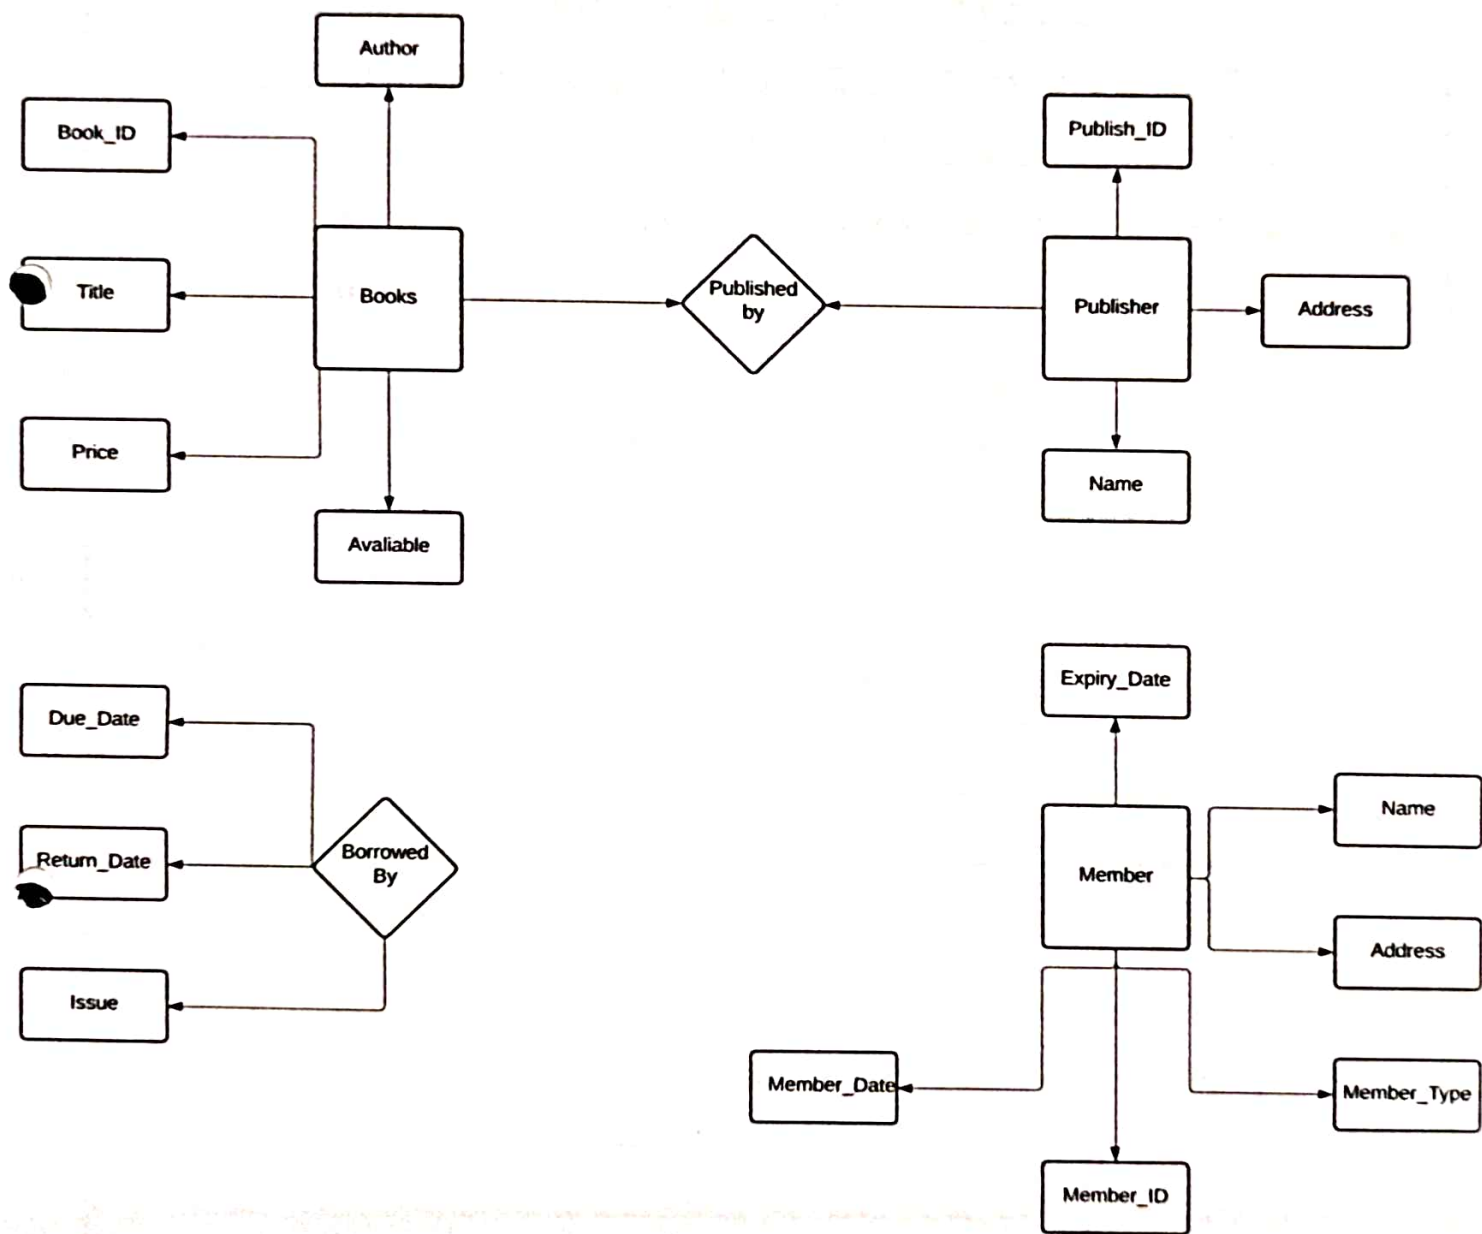 Author
Book_ID
Publish_ID
Title
Books
Published
by
Publisher
Address
Price
Name
Avaliable
Expiry_Date
Due_Date
Name
Return_Date
Borrowed
By
Member
Address
Issue
Member_Date
Member_Type
Member_ID